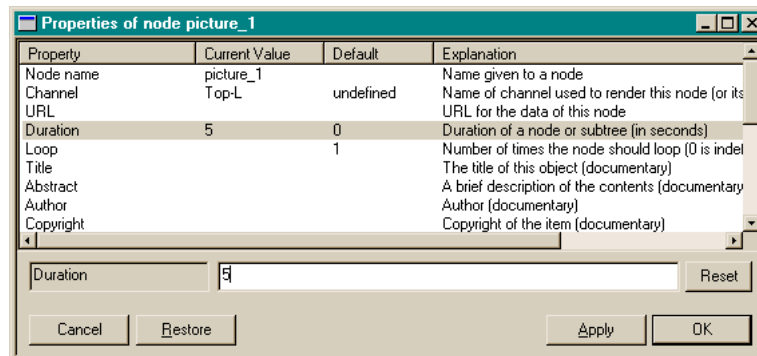 Properties of node picture_1
Property Current Value Default Explanation
Node name picture_1 Name given to a node
Channel Top-L undefined Name of channel used to render this node (or its
URL URL for the data of this node
Duration 5 0 Duration of a node or subtree (in seconds)
Loop 1 Number of times the node should loop (0 is indef
Title The title of this object (documentary)
Abstract A brief description of the contents (documentary
Author Author (documentary)
Copyright Copyright of the item (documentary)
Duration 5 Reset
Cancel Restore Apply OK